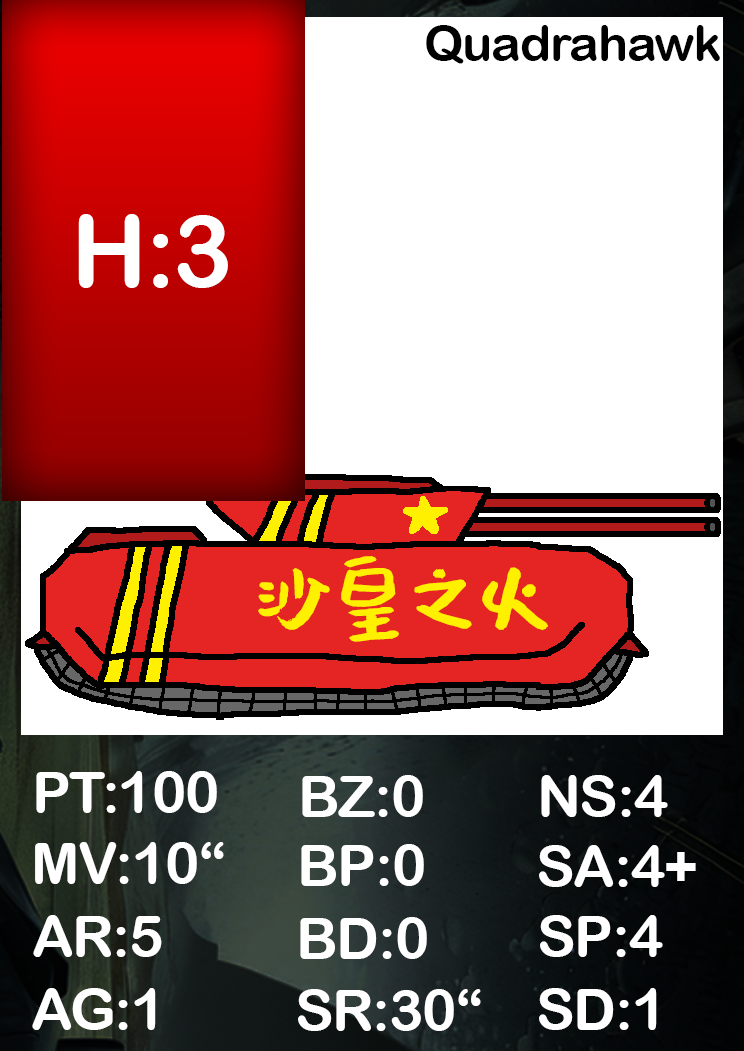 Quadrahawk
H:3
沙皇之火
PT:100 BZ:0 NS:4
MV:10“ BP:0 SA:4+
AR:5 BD:0 SP:4
AG:1 SR:30“ SD:1